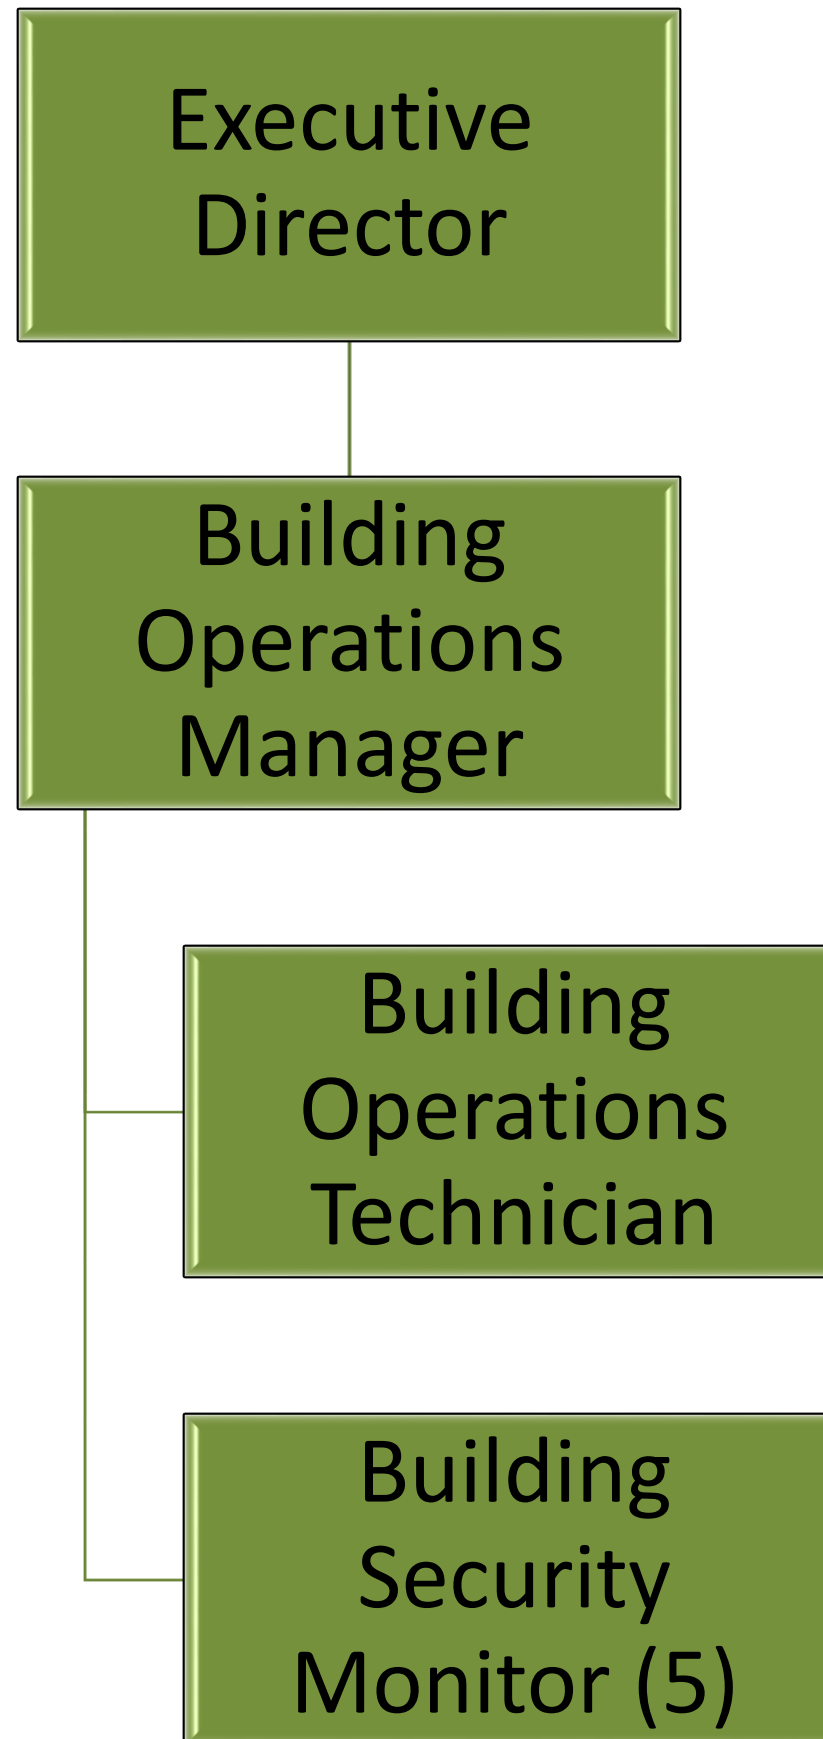 Executive
Director
Building
Operations
Manager
Building
Operations
Technician
Building
Security
Monitor (5)